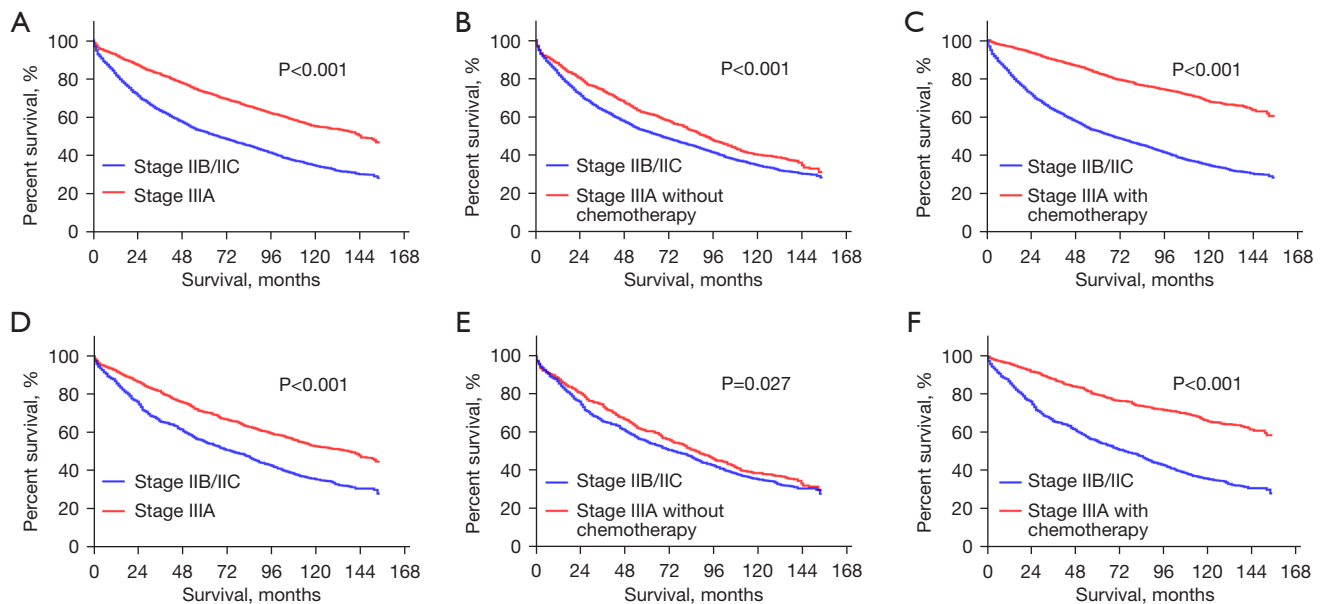 A
Percent survival, %
100
80
60
40
20
0
P<0.001
Stage IIB/IIC
Stage IIIA
0 24 48 72 96 120 144 168
Survival, months
B
Percent survival, %
100
80
60
40
20
0
P<0.001
Stage IIB/IIC
Stage IIIA without
chemotherapy
0 24 48 72 96 120 144 168
Survival, months
C
Percent survival, %
100
80
60
40
20
0
P<0.001
Stage IIB/IIC
Stage IIIA with
chemotherapy
0 24 48 72 96 120 144 168
Survival, months
D
Percent survival, %
100
80
60
40
20
0
P<0.001
Stage IIB/IIC
Stage IIIA
0 24 48 72 96 120 144 168
Survival, months
E
Percent survival, %
100
80
60
40
20
0
P=0.027
Stage IIB/IIC
Stage IIIA without
chemotherapy
0 24 48 72 96 120 144 168
Survival, months
F
Percent survival, %
100
80
60
40
20
0
P<0.001
Stage IIB/IIC
Stage IIIA with
chemotherapy
0 24 48 72 96 120 144 168
Survival, months